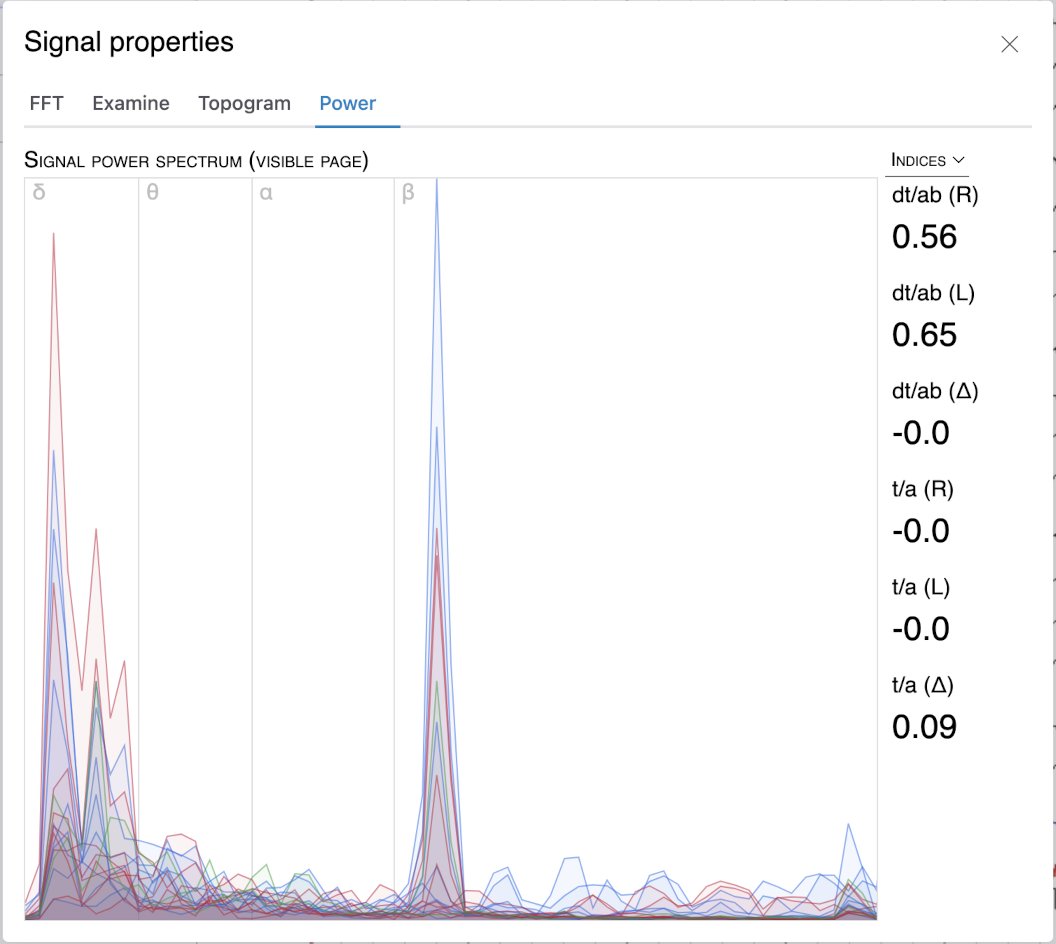 Signal properties
FFT Examine Topogram Power
Signal power spectrum (visible page)
Indices
δ θ α β
dt/ab (R)
0.56
dt/ab (L)
0.65
dt/ab (Δ)
-0.0
t/a (R)
-0.0
t/a (L)
-0.0
t/a (Δ)
0.09